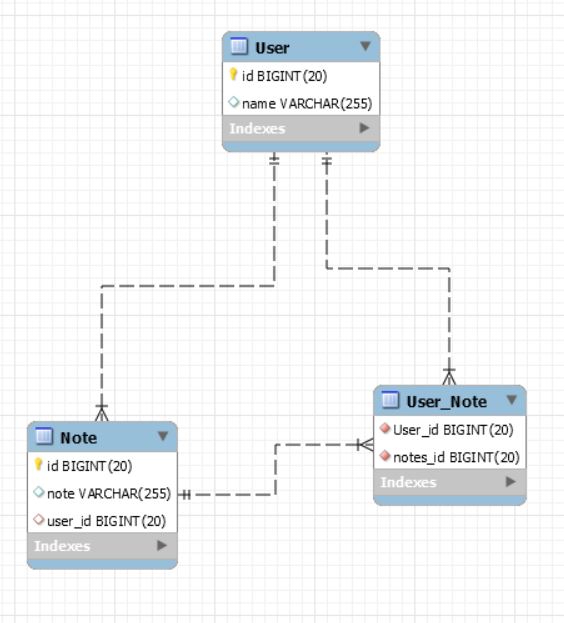 User
id BIGINT(20)
name VARCHAR(255)
Indexes
Note
id BIGINT(20)
note VARCHAR(255)
user_id BIGINT(20)
Indexes
User_Note
User_id BIGINT(20)
notes_id BIGINT(20)
Indexes